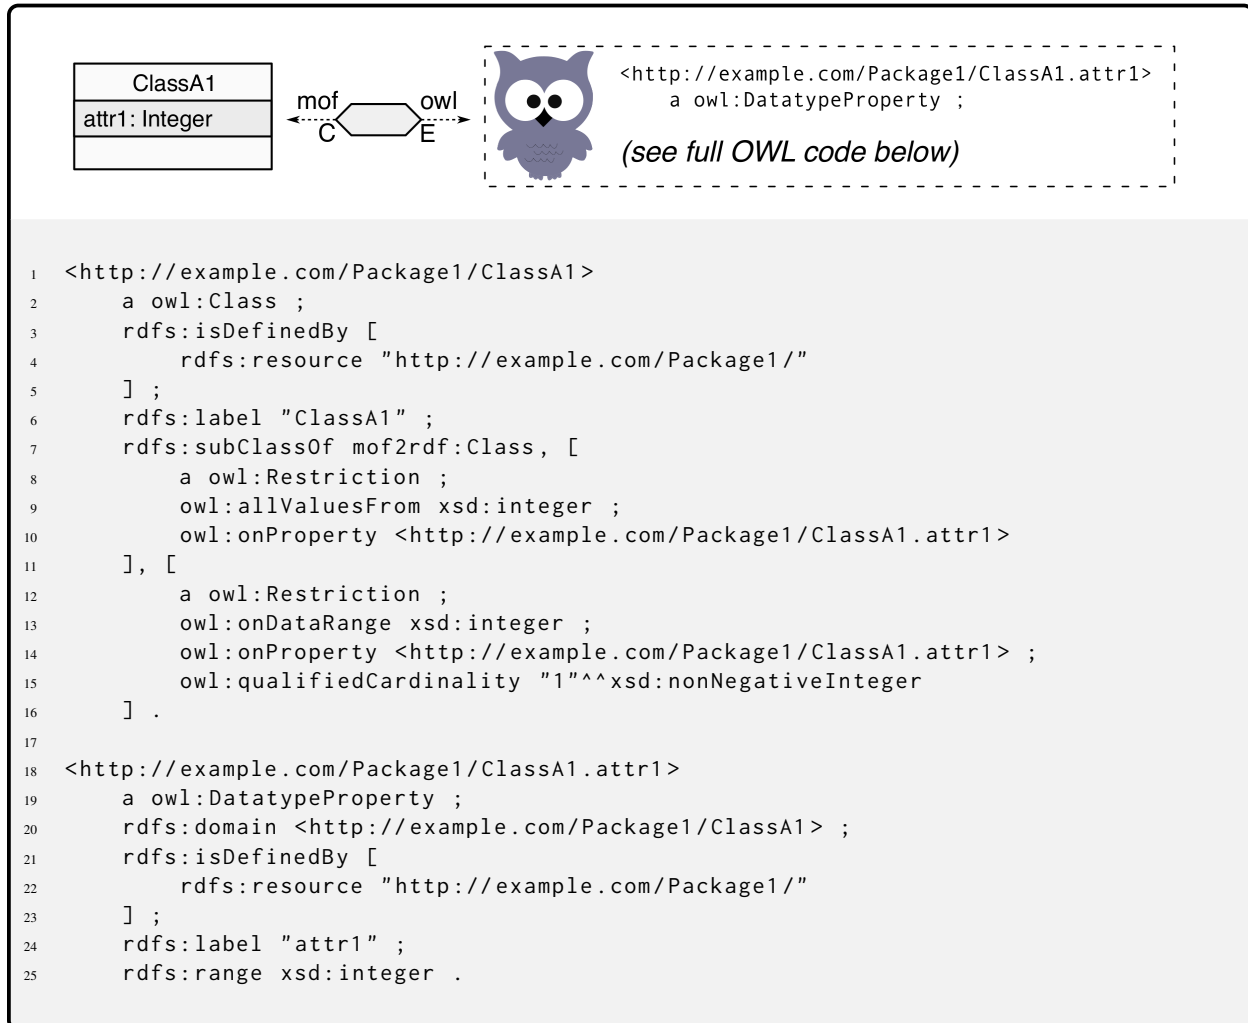 ClassA1
attr1: Integer
mof
owl
C
E
<http://example.com/Package1/ClassA1.attr1>
    a owl:DatatypeProperty ;
(see full OWL code below)
1 <http://example.com/Package1/ClassA1>
2     a owl:Class ;
3     rdfs:isDefinedBy [
4         rdfs:resource "http://example.com/Package1/"
5     ] ;
6     rdfs:label "ClassA1" ;
7     rdfs:subClassOf mof2rdf:Class, [
8         a owl:Restriction ;
9         owl:allValuesFrom xsd:integer ;
10         owl:onProperty <http://example.com/Package1/ClassA1.attr1>
11     ], [
12         a owl:Restriction ;
13         owl:onDataRange xsd:integer ;
14         owl:onProperty <http://example.com/Package1/ClassA1.attr1> ;
15         owl:qualifiedCardinality "1"^^xsd:nonNegativeInteger
16     ] .
17
18 <http://example.com/Package1/ClassA1.attr1>
19     a owl:DatatypeProperty ;
20     rdfs:domain <http://example.com/Package1/ClassA1> ;
21     rdfs:isDefinedBy [
22         rdfs:resource "http://example.com/Package1/"
23     ] ;
24     rdfs:label "attr1" ;
25     rdfs:range xsd:integer .